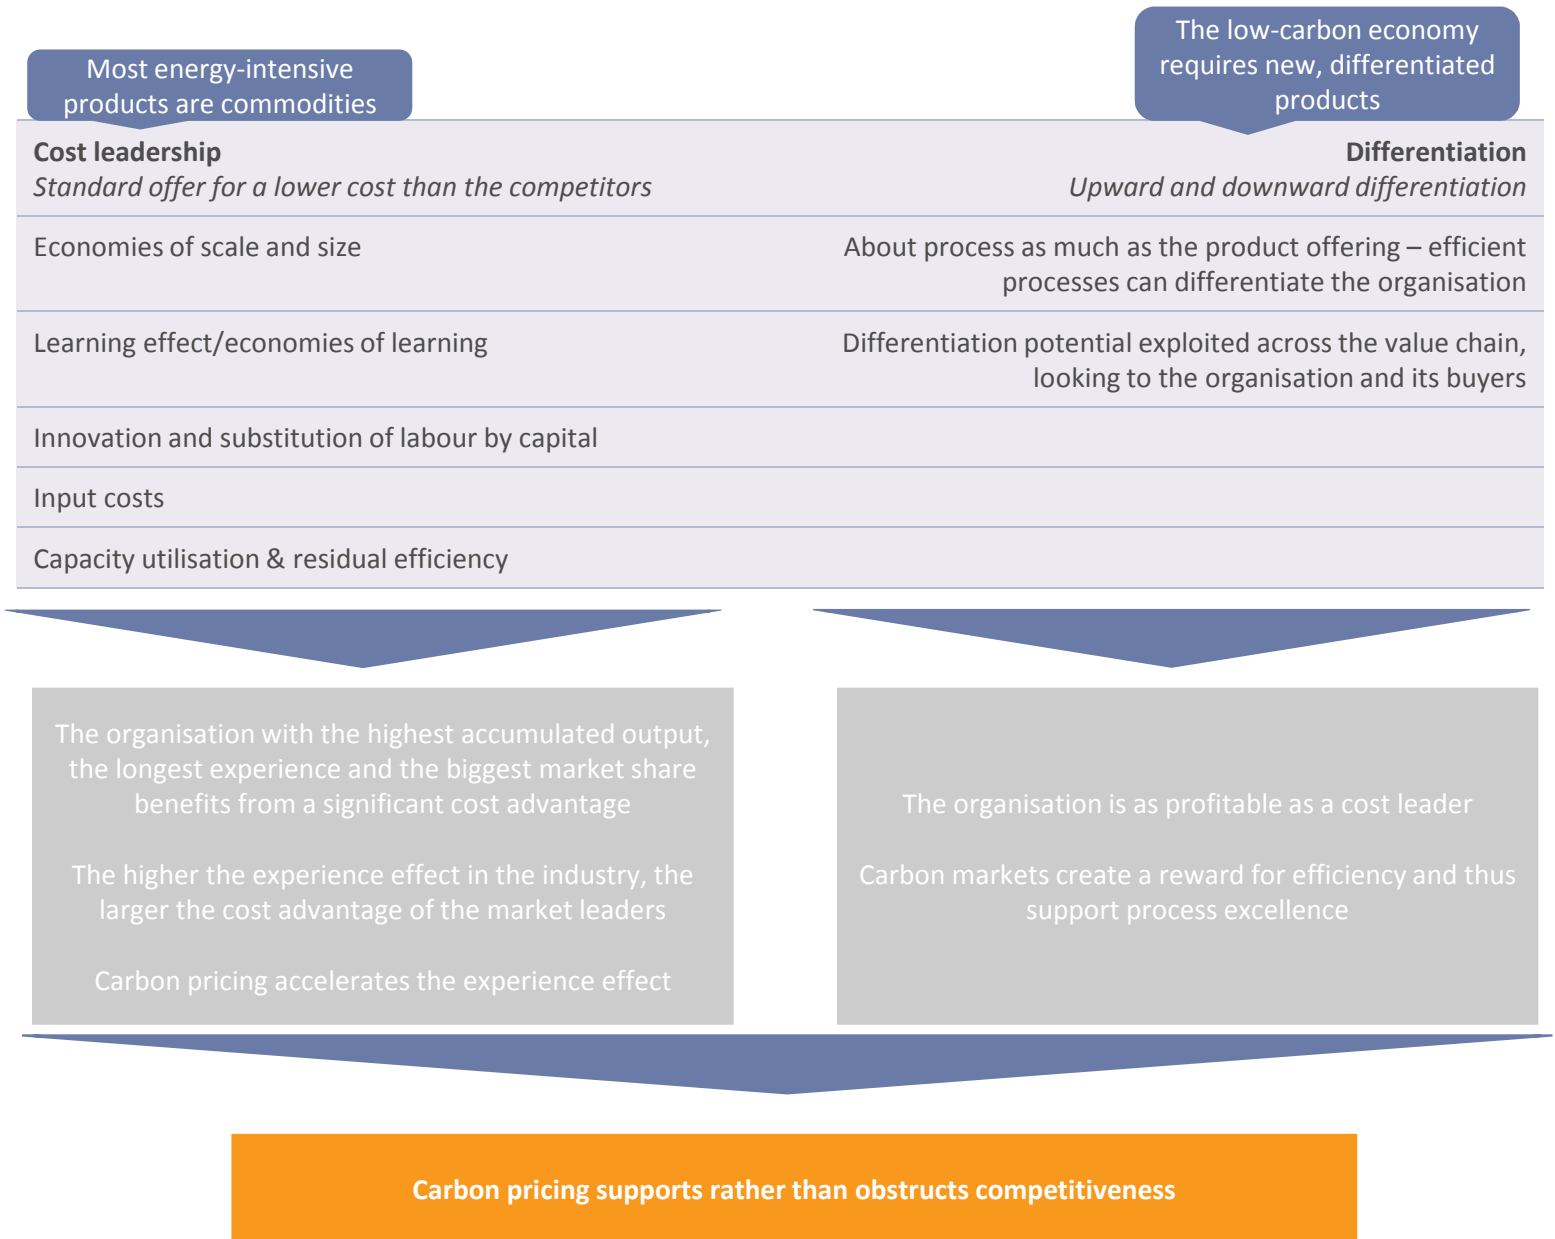 Most energy-intensive
products are commodities
The low-carbon economy
requires new, differentiated
products
Cost leadership
Standard offer for a lower cost than the competitors
Differentiation
Upward and downward differentiation
Economies of scale and size
About process as much as the product offering – efficient
processes can differentiate the organisation
Learning effect/economies of learning
Differentiation potential exploited across the value chain,
looking to the organisation and its buyers
Innovation and substitution of labour by capital
Input costs
Capacity utilisation & residual efficiency
The organisation with the highest accumulated output,
the longest experience and the biggest market share
benefits from a significant cost advantage
The higher the experience effect in the industry, the
larger the cost advantage of the market leaders
Carbon pricing accelerates the experience effect
The organisation is as profitable as a cost leader
Carbon markets create a reward for efficiency and thus
support process excellence
Carbon pricing supports rather than obstructs competitiveness